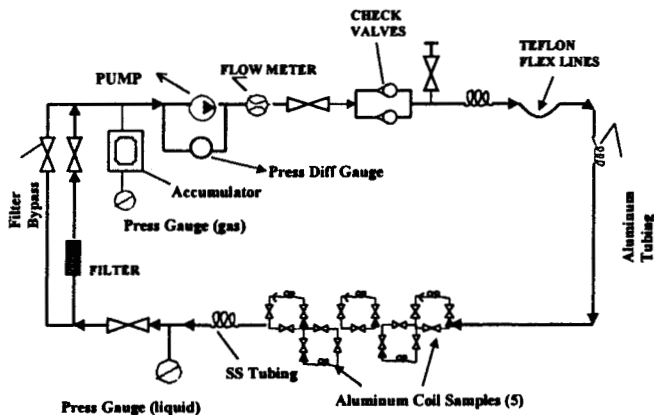 CHECK
VALVES
TEFLON
FLEX LINES
PUMP
FLOW METER
Press Diff Gauge
Accumulator
Filter
Bypass
Press Gauge (gas)
Aluminum
Tubing
FILTER
SS Tubing
Aluminum Coil Samples (5)
Press Gauge (liquid)